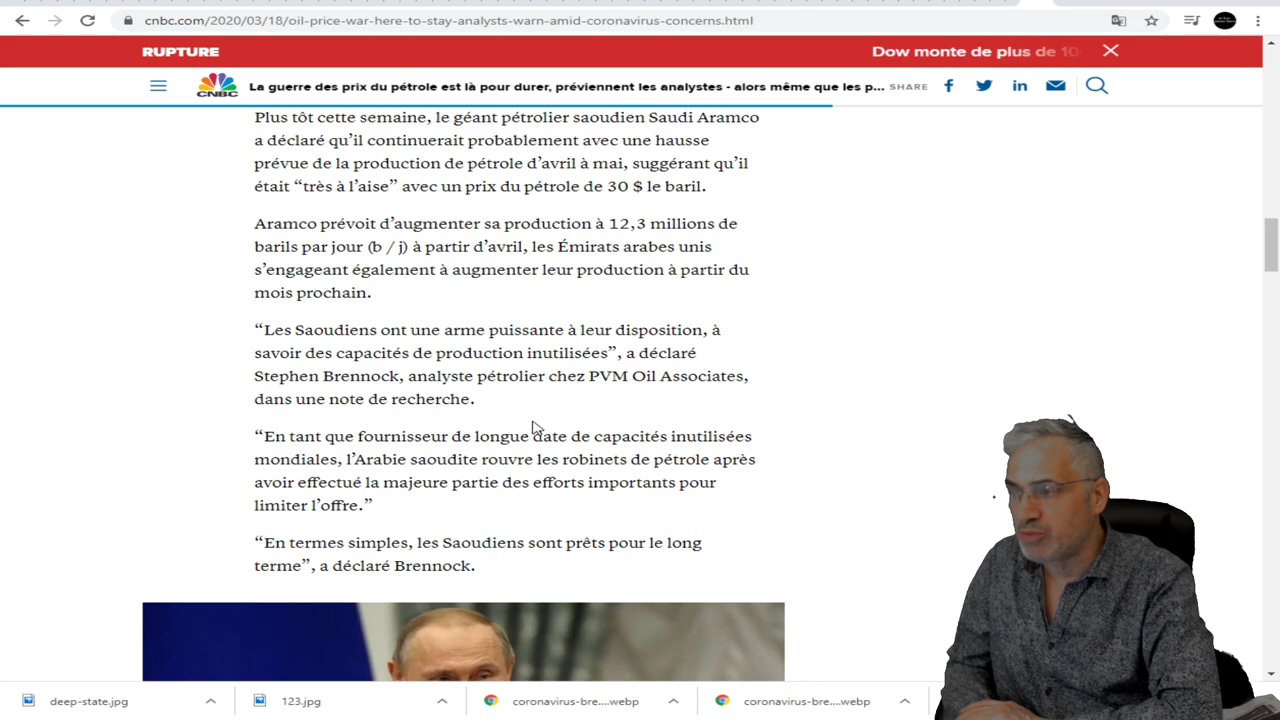 cnbc.com/2020/03/18/oil-price-war-here-to-stay-analysts-warn-amid-coronavirus-concerns.html
RUPTURE
Dow monte de plus de 10
CNBC
La guerre des prix du pétrole est là pour durer, préviennent les analystes - alors même que les p...
SHARE
Plus tôt cette semaine, le géant pétrolier saoudien Saudi Aramco
a déclaré qu’il continuerait probablement avec une hausse
prévue de la production de pétrole d’avril à mai, suggérant qu’il
était “très à l’aise” avec un prix du pétrole de 30 $ le baril.
Aramco prévoit d’augmenter sa production à 12,3 millions de
barils par jour (b / j) à partir d’avril, les Émirats arabes unis
s’engageant également à augmenter leur production à partir du
mois prochain.
“Les Saoudiens ont une arme puissante à leur disposition, à
savoir des capacités de production inutilisées”, a déclaré
Stephen Brennock, analyste pétrolier chez PVM Oil Associates,
dans une note de recherche.
“En tant que fournisseur de longue date de capacités inutilisées
mondiales, l’Arabie saoudite rouvre les robinets de pétrole après
avoir effectué la majeure partie des efforts importants pour
limiter l’offre.”
“En termes simples, les Saoudiens sont prêts pour le long
terme”, a déclaré Brennock.
deep-state.jpg
123.jpg
coronavirus-bre....webp
coronavirus-bre....webp